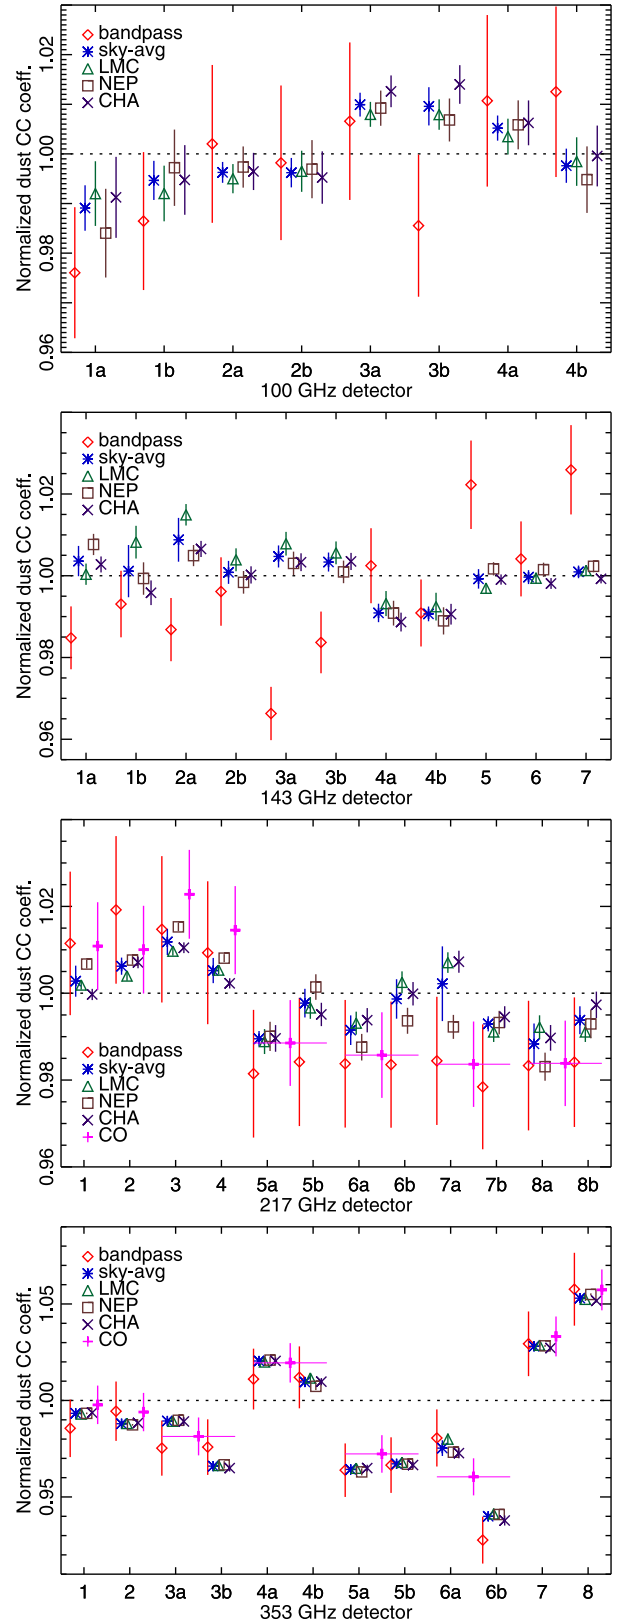 Normalized dust CC coeff.
1.02
1.00
0.98
0.96
bandpass
sky-avg
LMC
NEP
CHA
1a 1b 2a 2b 3a 3b 4a 4b
100 GHz detector
Normalized dust CC coeff.
1.02
1.00
0.98
0.96
bandpass
sky-avg
LMC
NEP
CHA
1a 1b 2a 2b 3a 3b 4a 4b 5 6 7
143 GHz detector
Normalized dust CC coeff.
1.02
1.00
0.98
0.96
bandpass
sky-avg
LMC
NEP
CHA
CO
1 2 3 4 5a 5b 6a 6b 7a 7b 8a 8b
217 GHz detector
Normalized dust CC coeff.
1.05
1.00
0.95
bandpass
sky-avg
LMC
NEP
CHA
CO
1 2 3a 3b 4a 4b 5a 5b 6a 6b 7 8
353 GHz detector